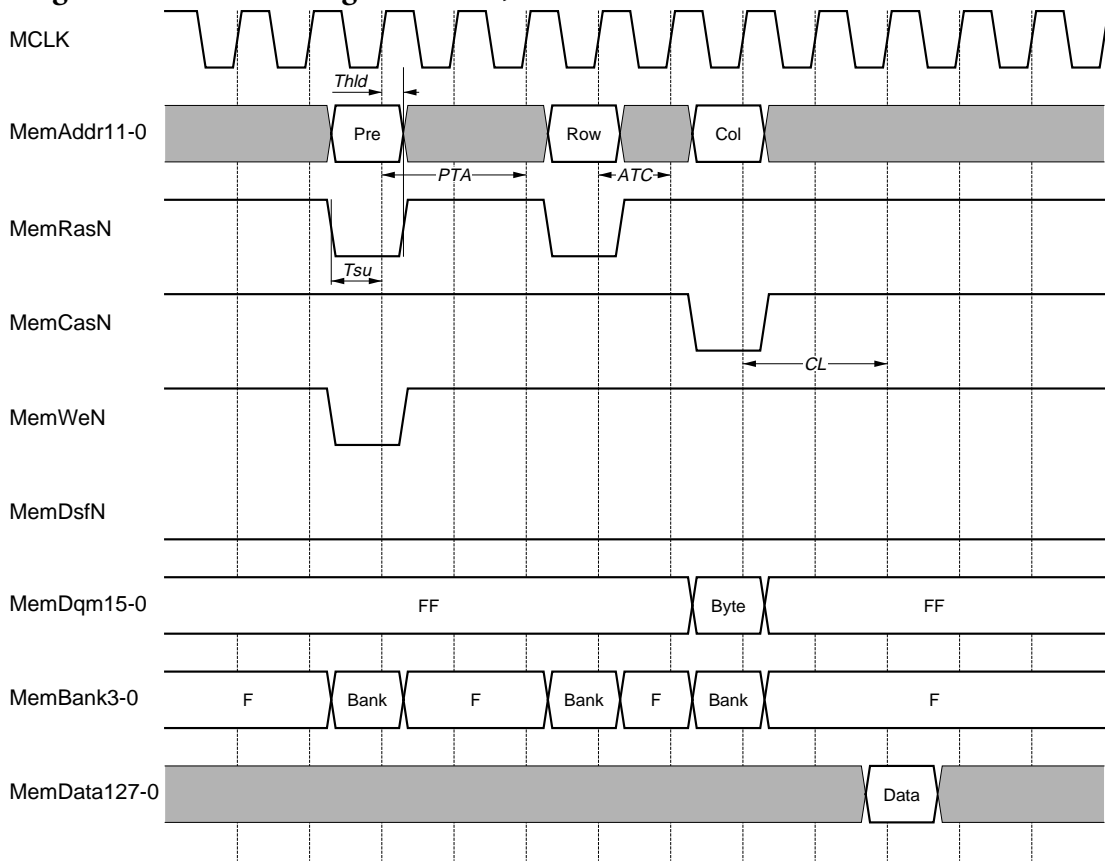 MCLK
Thld
MemAddr11-0 Pre Row Col
PTA ATC
MemRasN
Tsu
MemCasN
CL
MemWeN
MemDsfN
MemDqm15-0 FF Byte FF
MemBank3-0 F Bank F Bank F Bank F
MemData127-0 Data